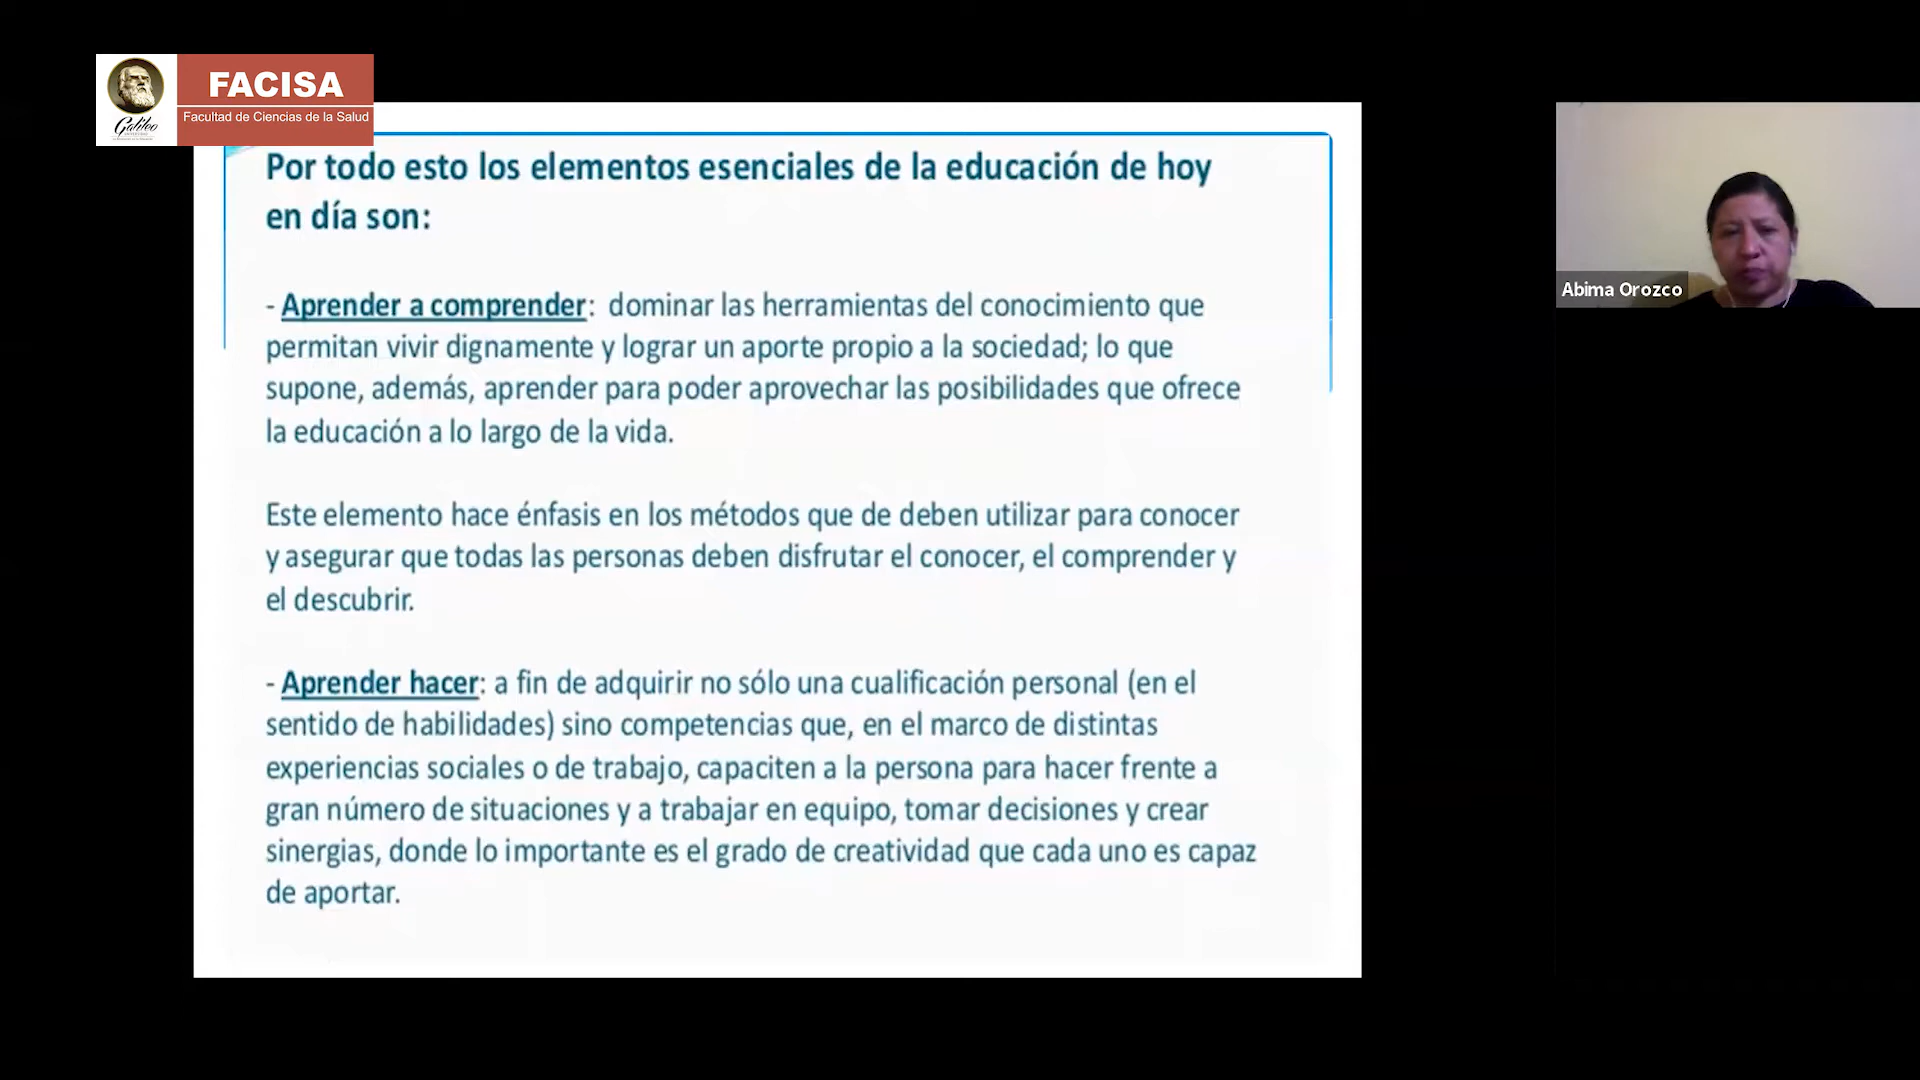 FACISA
Facultad de Ciencias de la Salud
Galileo
Por todo esto los elementos esenciales de la educación de hoy
en día son:
- Aprender a comprender: dominar las herramientas del conocimiento que
permitan vivir dignamente y lograr un aporte propio a la sociedad; lo que
supone, además, aprender para poder aprovechar las posibilidades que ofrece
la educación a lo largo de la vida.
Este elemento hace énfasis en los métodos que de deben utilizar para conocer
y asegurar que todas las personas deben disfrutar el conocer, el comprender y
el descubrir.
- Aprender hacer: a fin de adquirir no sólo una cualificación personal (en el
sentido de habilidades) sino competencias que, en el marco de distintas
experiencias sociales o de trabajo, capaciten a la persona para hacer frente a
gran número de situaciones y a trabajar en equipo, tomar decisiones y crear
sinergias, donde lo importante es el grado de creatividad que cada uno es capaz
de aportar.
Abima Orozco